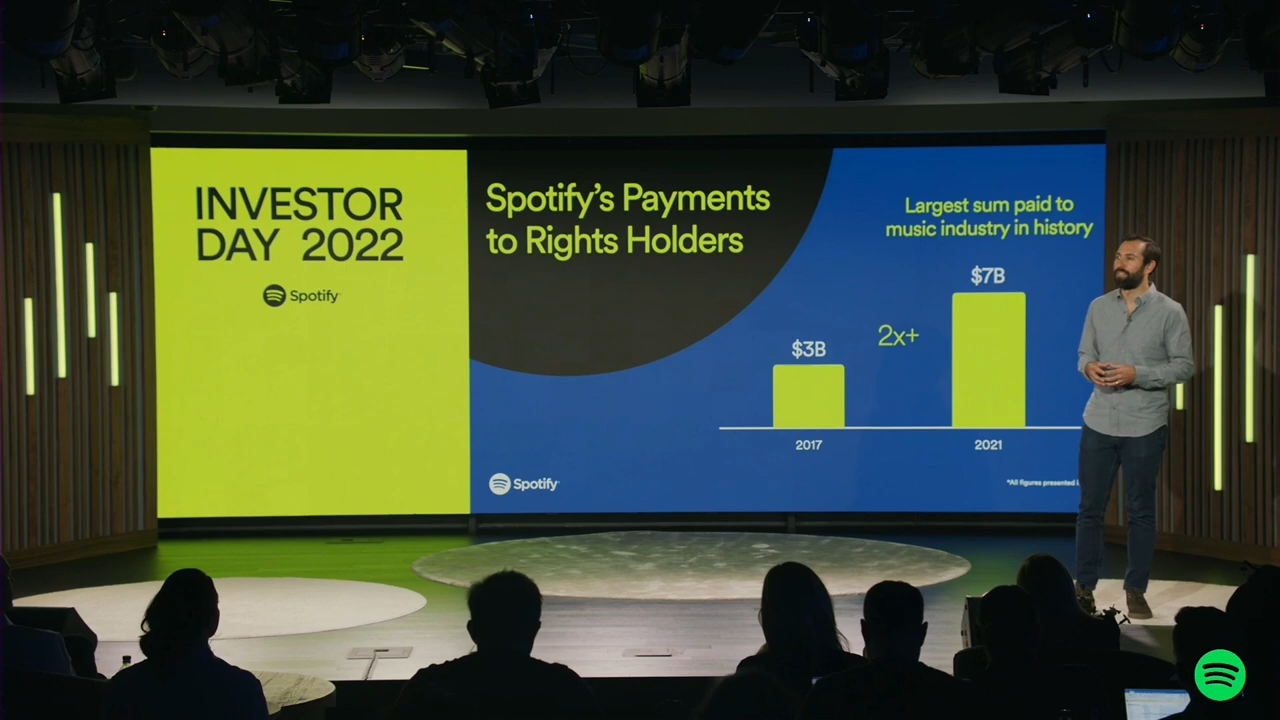 INVESTOR
DAY 2022
Spotify
Spotify's Payments
to Rights Holders
Largest sum paid to
music industry in history
$7B
2x+
$3B
2017
2021
Spotify
*All figures presented